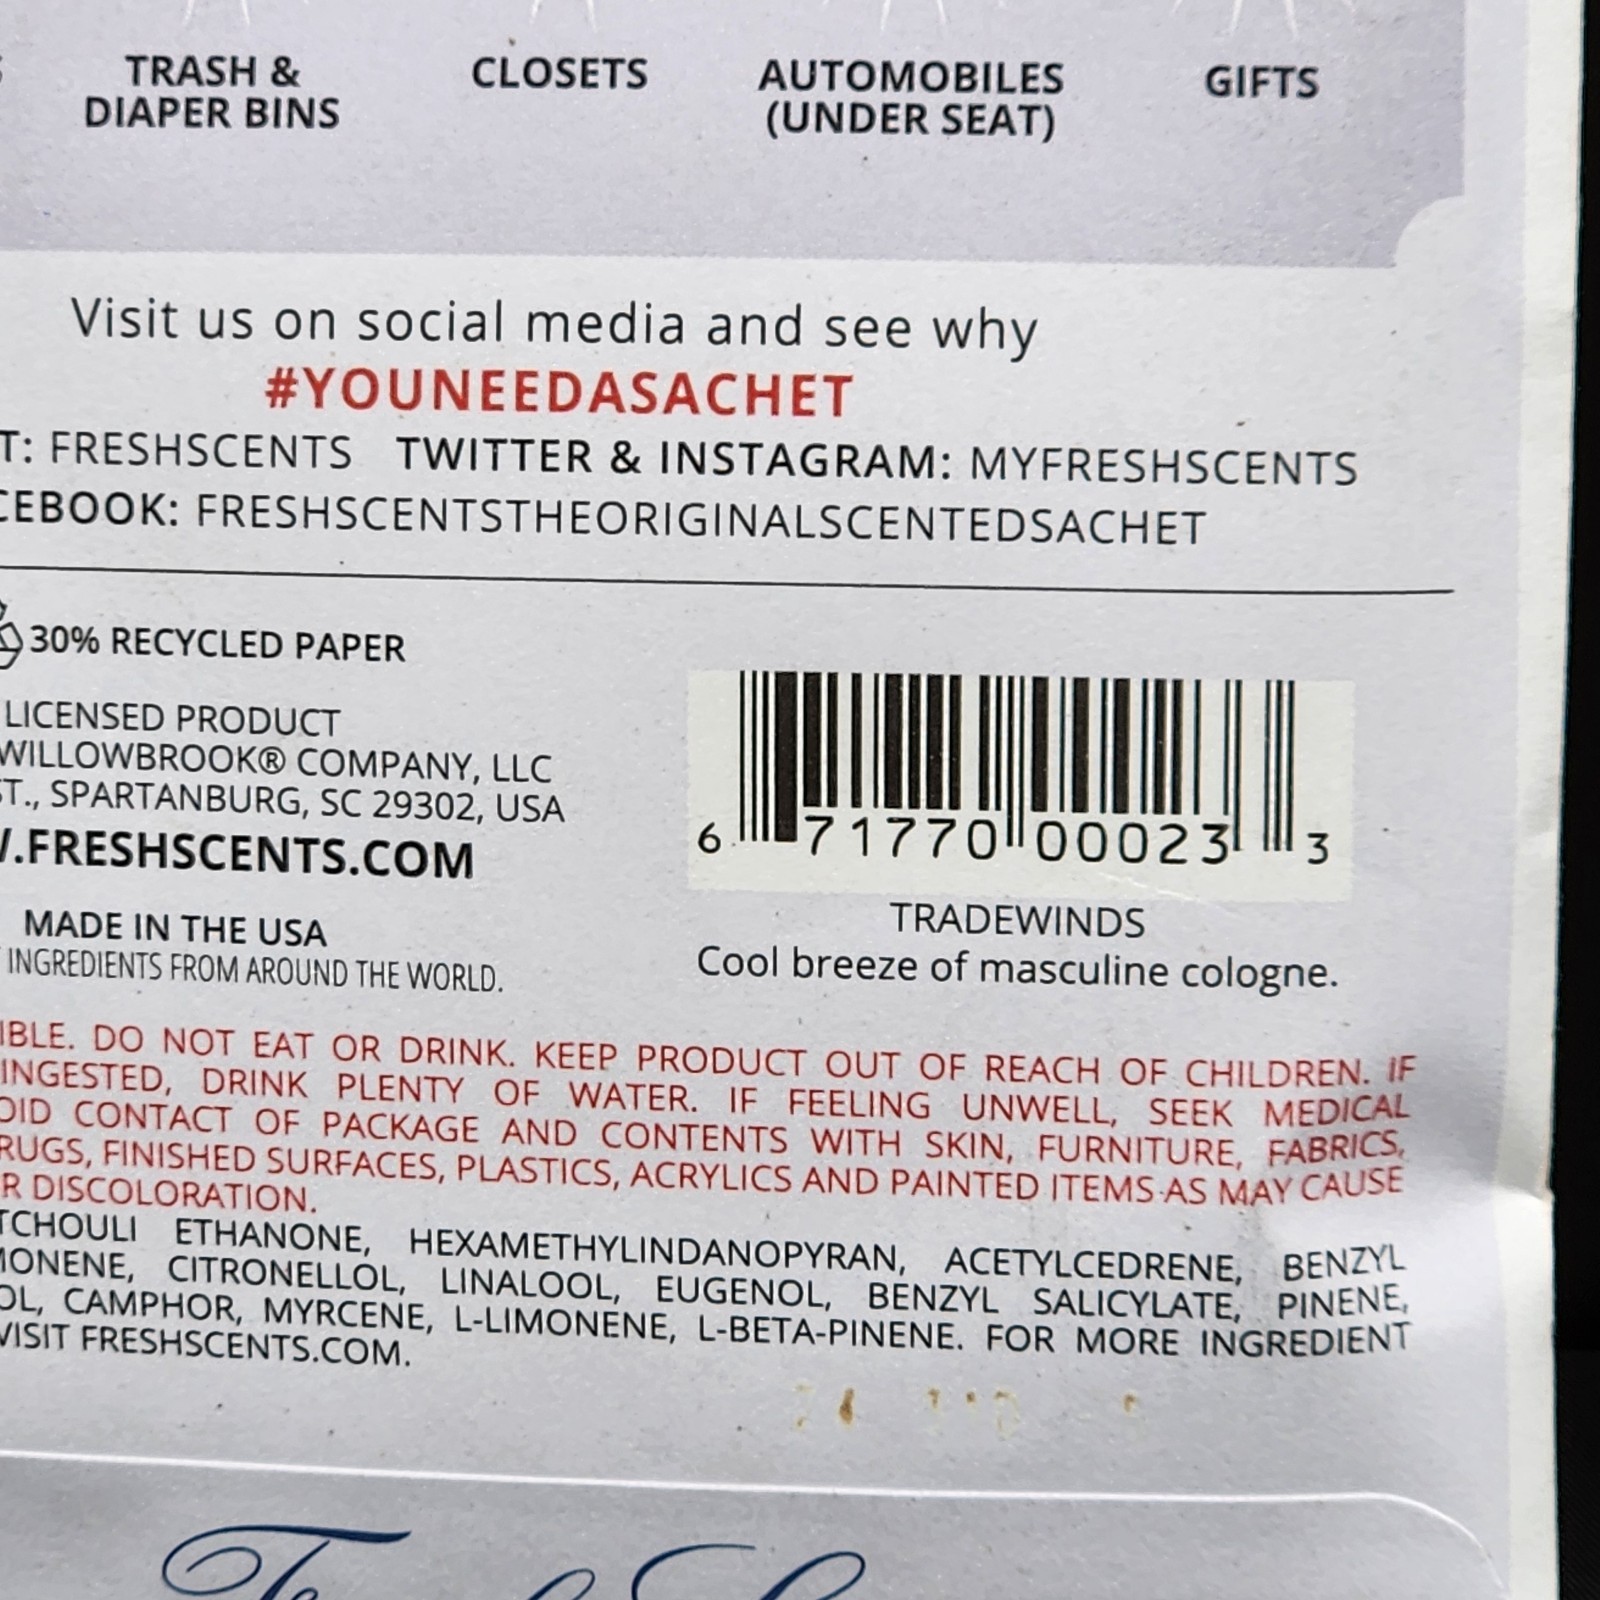 TRASH &
DIAPER BINS
CLOSETS
AUTOMOBILES
(UNDER SEAT)
GIFTS
Visit us on social media and see why
#YOUNEEDASACHET
T: FRESHSCENTS TWITTER & INSTAGRAM: MYFRESHSCENTS
CEBOOK: FRESHSCENTSTHEORIGINALSCENTEDSACHET
30% RECYCLED PAPER
LICENSED PRODUCT
WILLOWBROOK® COMPANY, LLC
ST., SPARTANBURG, SC 29302, USA
.FRESHSCENTS.COM
MADE IN THE USA
INGREDIENTS FROM AROUND THE WORLD.
6 71770 00023 3
TRADEWINDS
Cool breeze of masculine cologne.
IBLE. DO NOT EAT OR DRINK. KEEP PRODUCT OUT OF REACH OF CHILDREN. IF
INGESTED, DRINK PLENTY OF WATER. IF FEELING UNWELL, SEEK MEDICAL
OID CONTACT OF PACKAGE AND CONTENTS WITH SKIN, FURNITURE, FABRICS,
RUGS, FINISHED SURFACES, PLASTICS, ACRYLICS AND PAINTED ITEMS AS MAY CAUSE
R DISCOLORATION.
TCHOULI ETHANONE, HEXAMETHYLINDANOPYRAN, ACETYLCEDRENE, BENZYL
MONENE, CITRONELLOL, LINALOOL, EUGENOL, BENZYL SALICYLATE, PINENE,
OL, CAMPHOR, MYRCENE, L-LIMONENE, L-BETA-PINENE. FOR MORE INGREDIENT
VISIT FRESHSCENTS.COM.